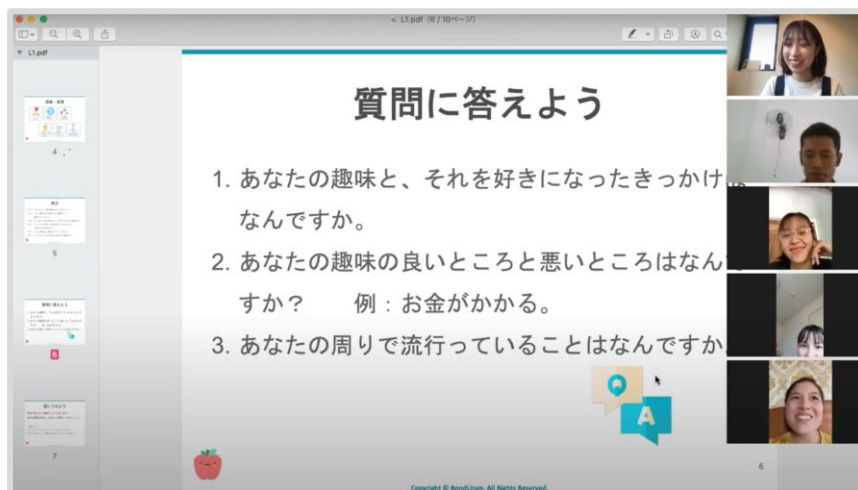 L1.pdf (6 / 10ページ)
L1.pdf
4
5
6
7
質問に答えよう
1. あなたの趣味と、それを好きになったきっかけは
なんですか。
2. あなたの趣味の良いところと悪いところはなんで
すか?　例：お金がかかる。
3. あなたの周りで流行っていることはなんですか
Q
A
6
Copyright © BondLingo. All Rights Reserved.